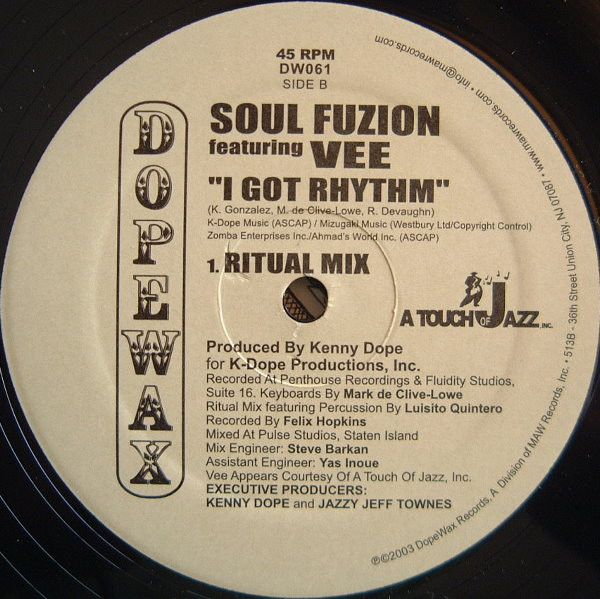 45 RPM
DW061
SIDE B
DOPEWAX
SOUL FUZION
featuring VEE
"I GOT RHYTHM"
(K. Gonzalez, M. de Clive-Lowe, R. Devaughn)
K-Dope Music (ASCAP) / Mizugaki Music (Westbury Ltd/Copyright Control)
Zomba Enterprises Inc./Ahmad's World Inc. (ASCAP)
1. RITUAL MIX
A TOUCH OF JAZZ, INC.
Produced By Kenny Dope
for K-Dope Productions, Inc.
Recorded At Penthouse Recordings & Fluidity Studios,
Suite 16. Keyboards By Mark de Clive-Lowe
Ritual Mix featuring Percussion By Luisito Quintero
Recorded By Felix Hopkins
Mixed At Pulse Studios, Staten Island
Mix Engineer: Steve Barkan
Assistant Engineer: Yas Inoue
Vee Appears Courtesy Of A Touch Of Jazz, Inc.
EXECUTIVE PRODUCERS:
KENNY DOPE and JAZZY JEFF TOWNES
℗©2003 DopeWax Records, A Division of MAW Records, Inc. • 513B - 36th Street Union City, NJ 07087 • www.mawrecords.com • info@mawrecords.com